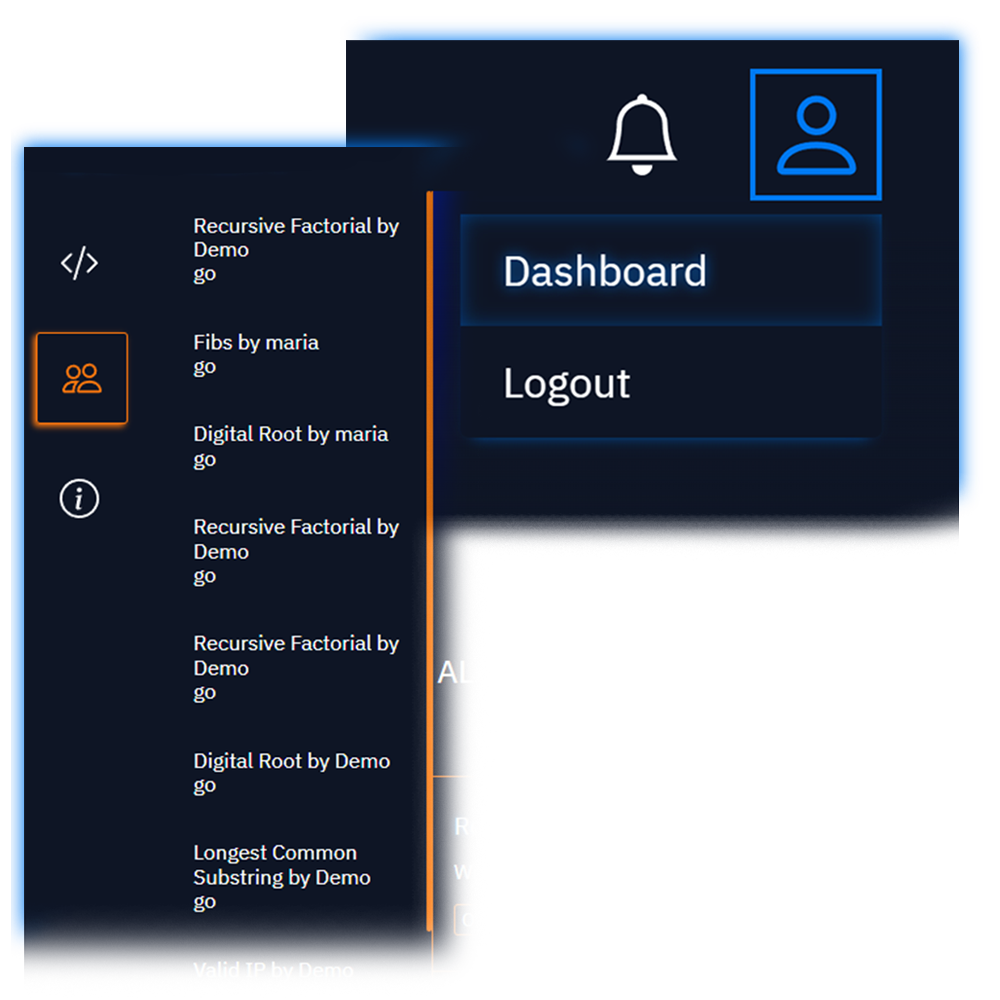 Dashboard
Logout
Recursive Factorial by
Demo
go
Fibs by maria
go
Digital Root by maria
go
Recursive Factorial by
Demo
go
Recursive Factorial by
Demo
go
Digital Root by Demo
go
Longest Common
Substring by Demo
go
Valid IP by Demo